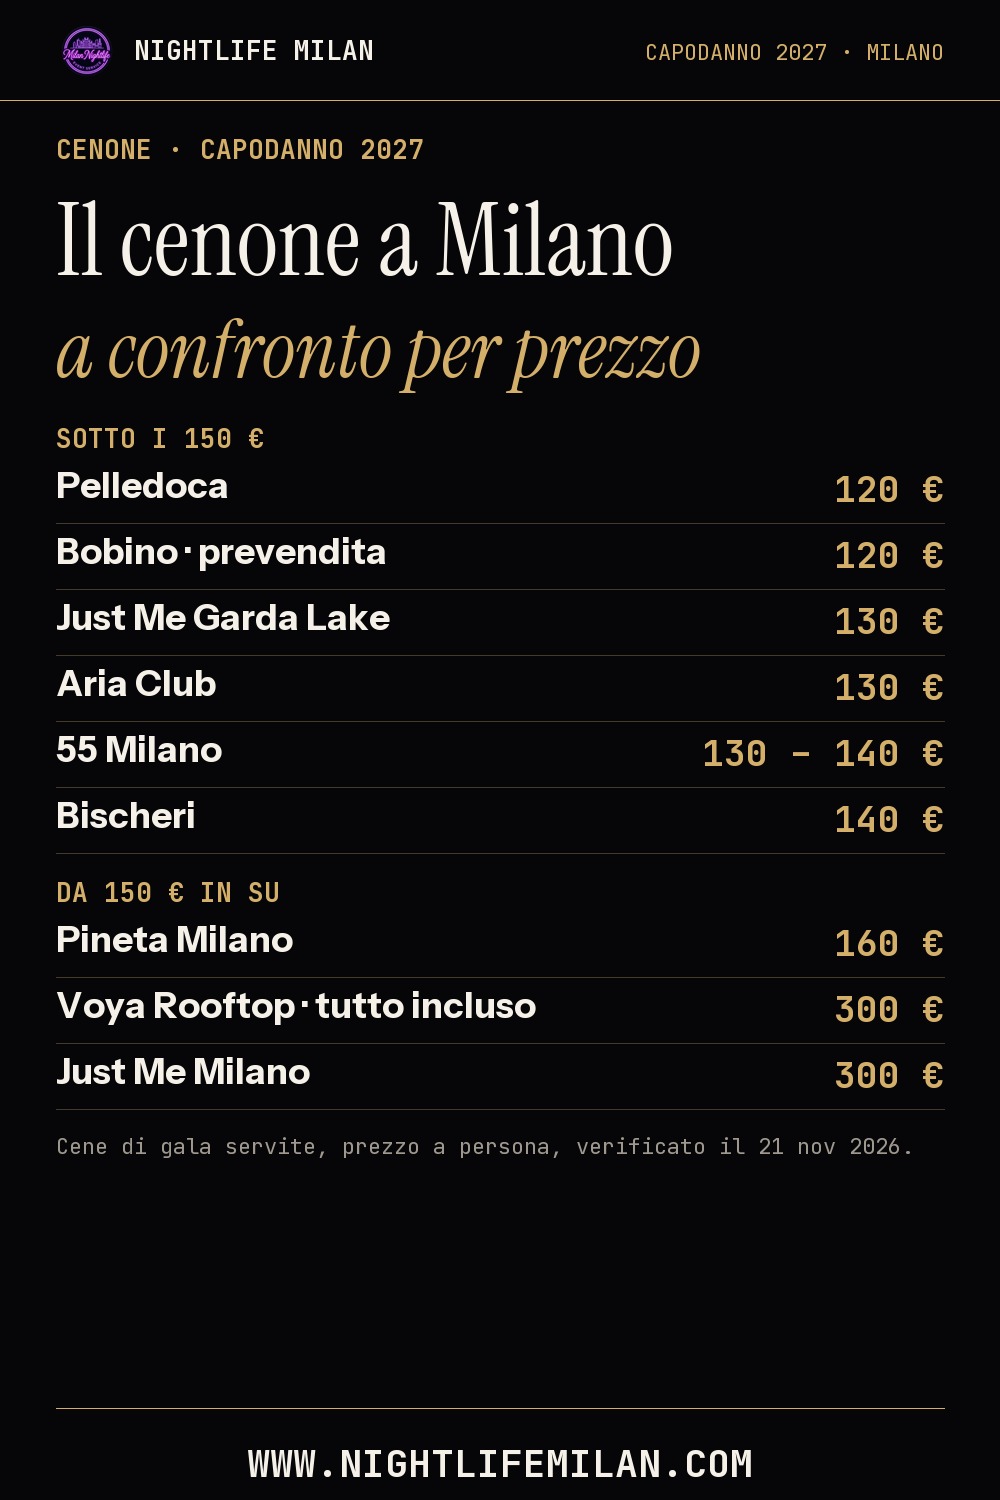 Milan Nightlife
NIGHTLIFE MILAN
CAPODANNO 2027 · MILANO
CENONE · CAPODANNO 2027
Il cenone a Milano
a confronto per prezzo
SOTTO I 150 €
Pelledoca 120 €
Bobino · prevendita 120 €
Just Me Garda Lake 130 €
Aria Club 130 €
55 Milano 130 – 140 €
Bischeri 140 €
DA 150 € IN SU
Pineta Milano 160 €
Voya Rooftop · tutto incluso 300 €
Just Me Milano 300 €
Cene di gala servite, prezzo a persona, verificato il 21 nov 2026.
WWW.NIGHTLIFEMILAN.COM